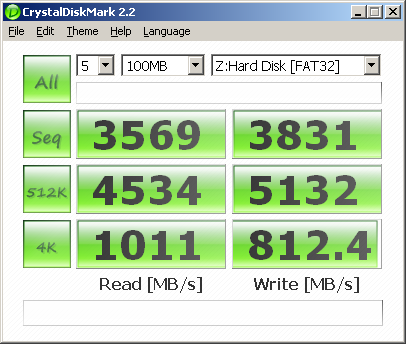 CrystalDiskMark 2.2
File Edit Theme Help Language
All 5 100MB Z:Hard Disk [FAT32]
Seq 3569 3831
512K 4534 5132
4K 1011 812.4
Read [MB/s] Write [MB/s]